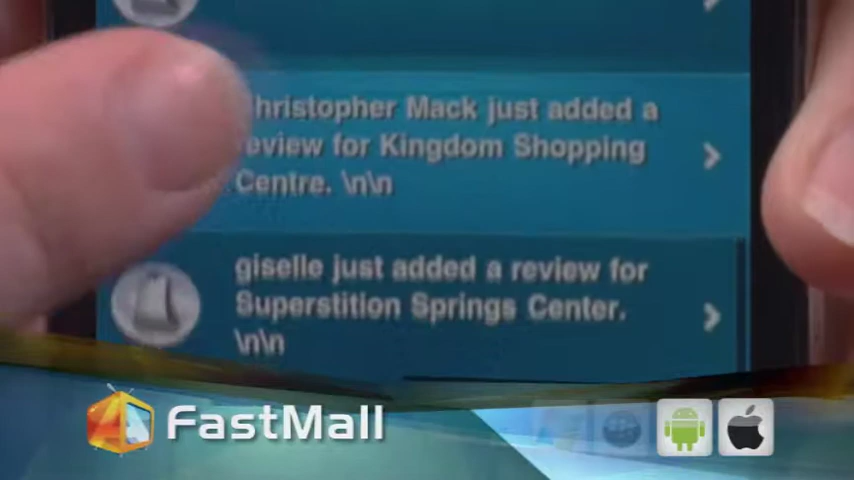 hristopher Mack just added a
eview for Kingdom Shopping
Centre. \n\n
giselle just added a review for
Superstition Springs Center.
\n\n
FastMall